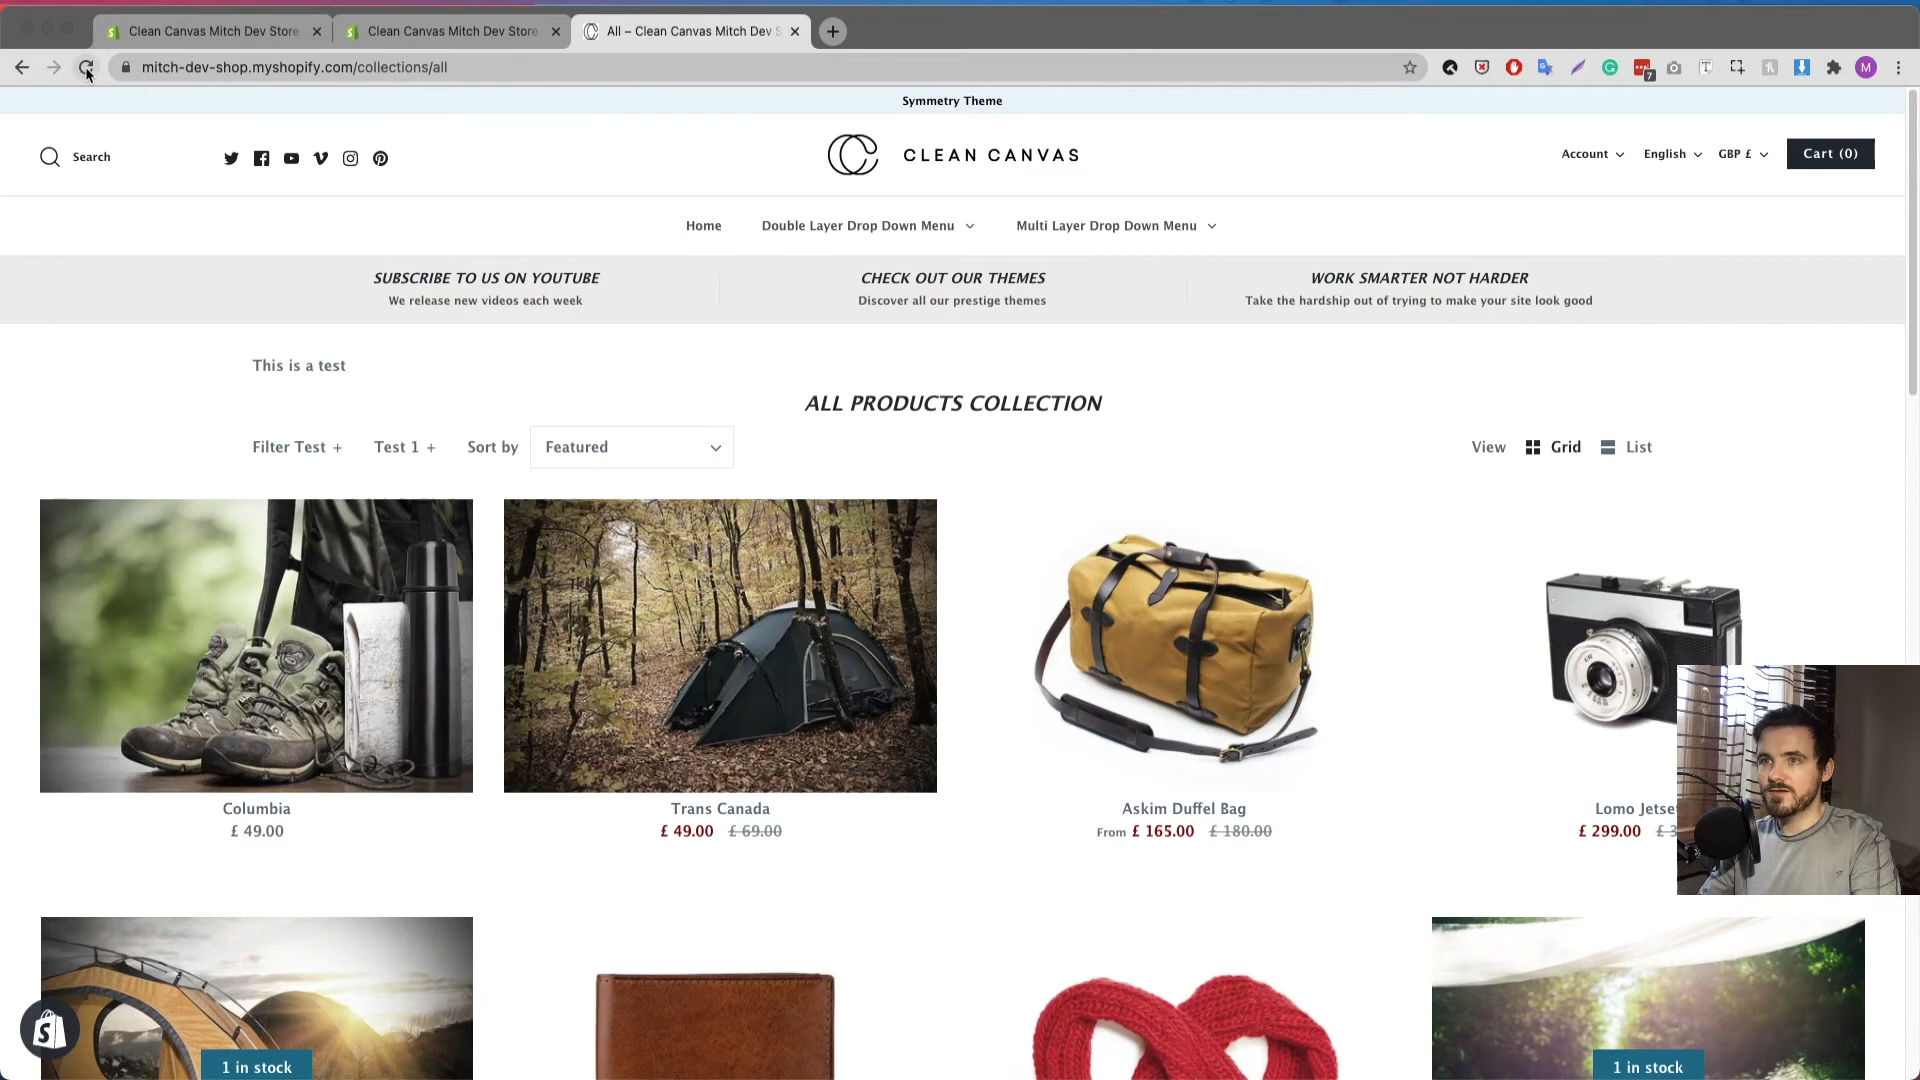 Clean Canvas Mitch Dev Store
Clean Canvas Mitch Dev Store
All – Clean Canvas Mitch Dev S
mitch-dev-shop.myshopify.com/collections/all
7
M
Symmetry Theme
Search
CLEAN CANVAS
Account
English
GBP £
Cart (0)
Home
Double Layer Drop Down Menu
Multi Layer Drop Down Menu
SUBSCRIBE TO US ON YOUTUBE
We release new videos each week
CHECK OUT OUR THEMES
Discover all our prestige themes
WORK SMARTER NOT HARDER
Take the hardship out of trying to make your site look good
This is a test
ALL PRODUCTS COLLECTION
Filter Test +
Test 1 +
Sort by
Featured
View
Grid
List
Columbia
£ 49.00
Trans Canada
£ 49.00 £ 69.00
Askim Duffel Bag
From £ 165.00 £ 180.00
Lomo Jetse
£ 299.00 £ 3
1 in stock
1 in stock